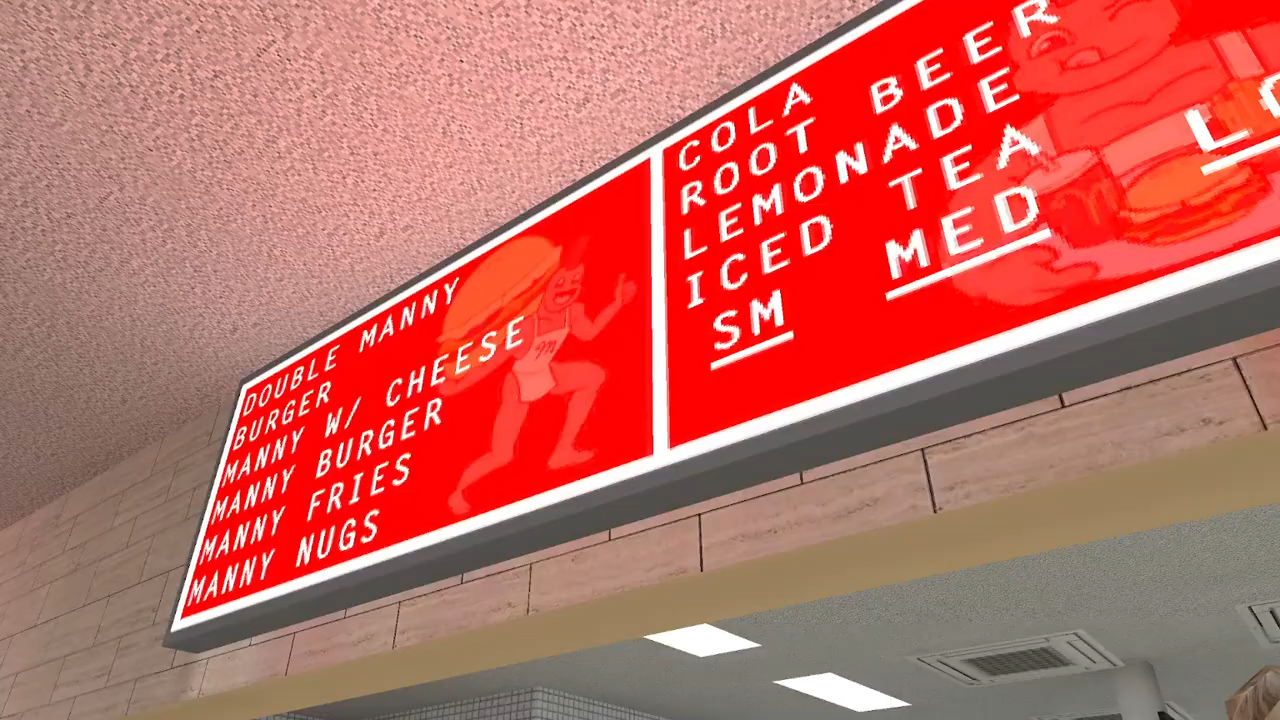 DOUBLE MANNY
BURGER
MANNY W/ CHEESE
MANNY BURGER
MANNY FRIES
MANNY NUGS
COLA
ROOT BEER
LEMONADE
ICED TEA
SM MED